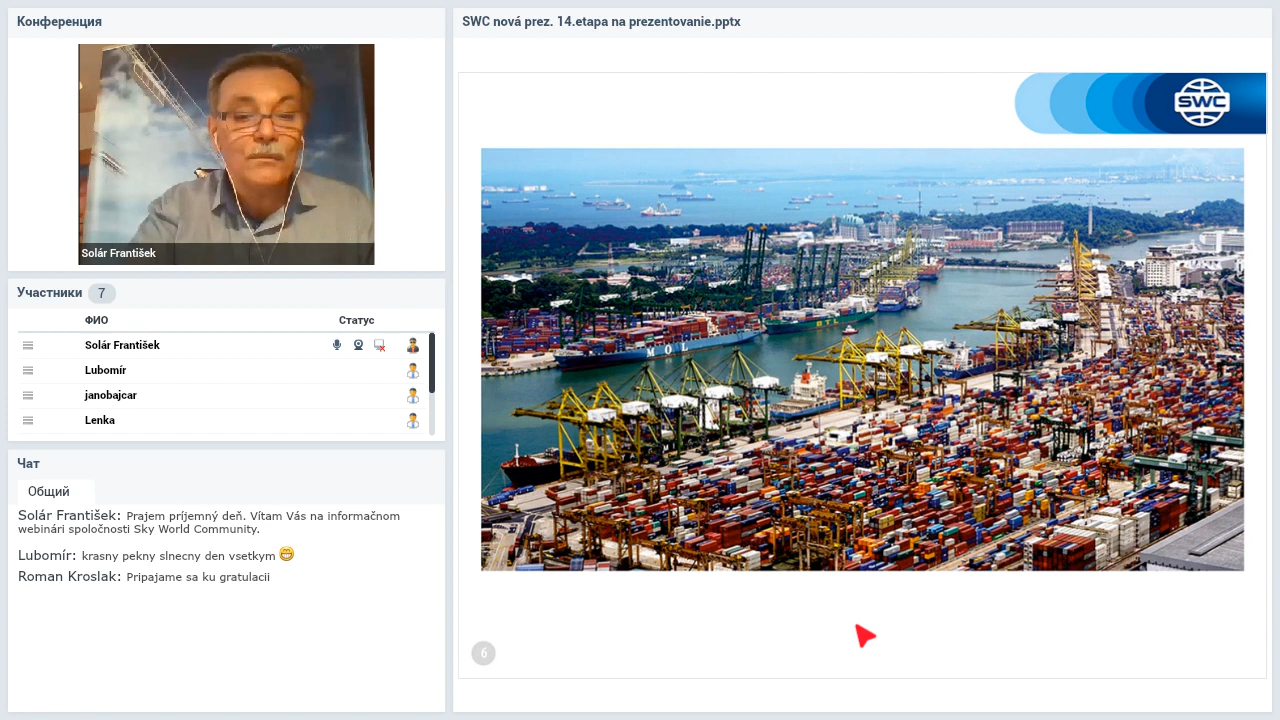 Конференция
Solár František
Участники 7
ФИО Статус
Solár František
Lubomír
janobajcar
Lenka
Чат
Общий
Solár František: Prajem príjemný deň. Vítam Vás na informačnom
webinári spoločnosti Sky World Community.
Lubomír: krasny pekny slnecny den vsetkym
Roman Kroslak: Pripajame sa ku gratulacii
SWC nová prez. 14.etapa na prezentovanie.pptx
SWC
MOL
6